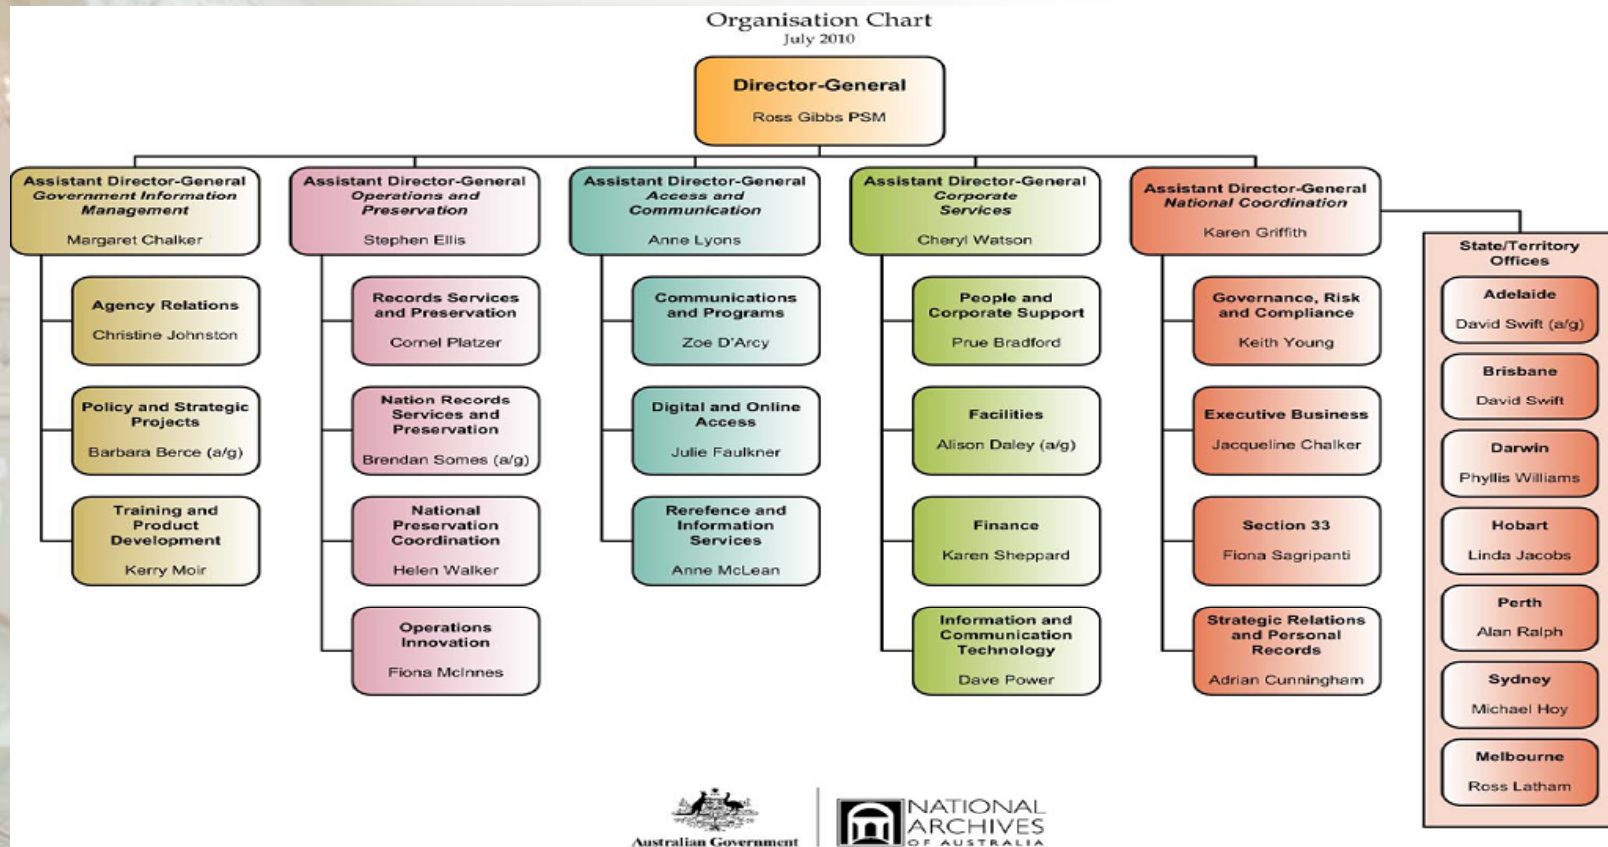 Organisation Chart
July 2010
Director-General
Ross Gibbs PSM
Assistant Director-General
Government Information
Management
Margaret Chalker
Agency Relations
Christine Johnston
Policy and Strategic
Projects
Barbara Berce (a/g)
Training and
Product
Development
Kerry Moir
Assistant Director-General
Operations and
Preservation
Stephen Ellis
Records Services
and Preservation
Cornel Platzer
Nation Records
Services and
Preservation
Brendan Somes (a/g)
National
Preservation
Coordination
Helen Walker
Operations
Innovation
Fiona McInnes
Assistant Director-General
Access and
Communication
Anne Lyons
Communications
and Programs
Zoe D'Arcy
Digital and Online
Access
Julie Faulkner
Rerefence and
Information
Services
Anne McLean
Assistant Director-General
Corporate
Services
Cheryl Watson
People and
Corporate Support
Prue Bradford
Facilities
Alison Daley (a/g)
Finance
Karen Sheppard
Information and
Communication
Technology
Dave Power
Assistant Director-General
National Coordination
Karen Griffith
Governance, Risk
and Compliance
Keith Young
Executive Business
Jacqueline Chalker
Section 33
Fiona Sagripanti
Strategic Relations
and Personal
Records
Adrian Cunningham
State/Territory
Offices
Adelaide
David Swift (a/g)
Brisbane
David Swift
Darwin
Phyllis Williams
Hobart
Linda Jacobs
Perth
Alan Ralph
Sydney
Michael Hoy
Melbourne
Ross Latham
Australian Government
NATIONAL
ARCHIVES
OF AUSTRALIA